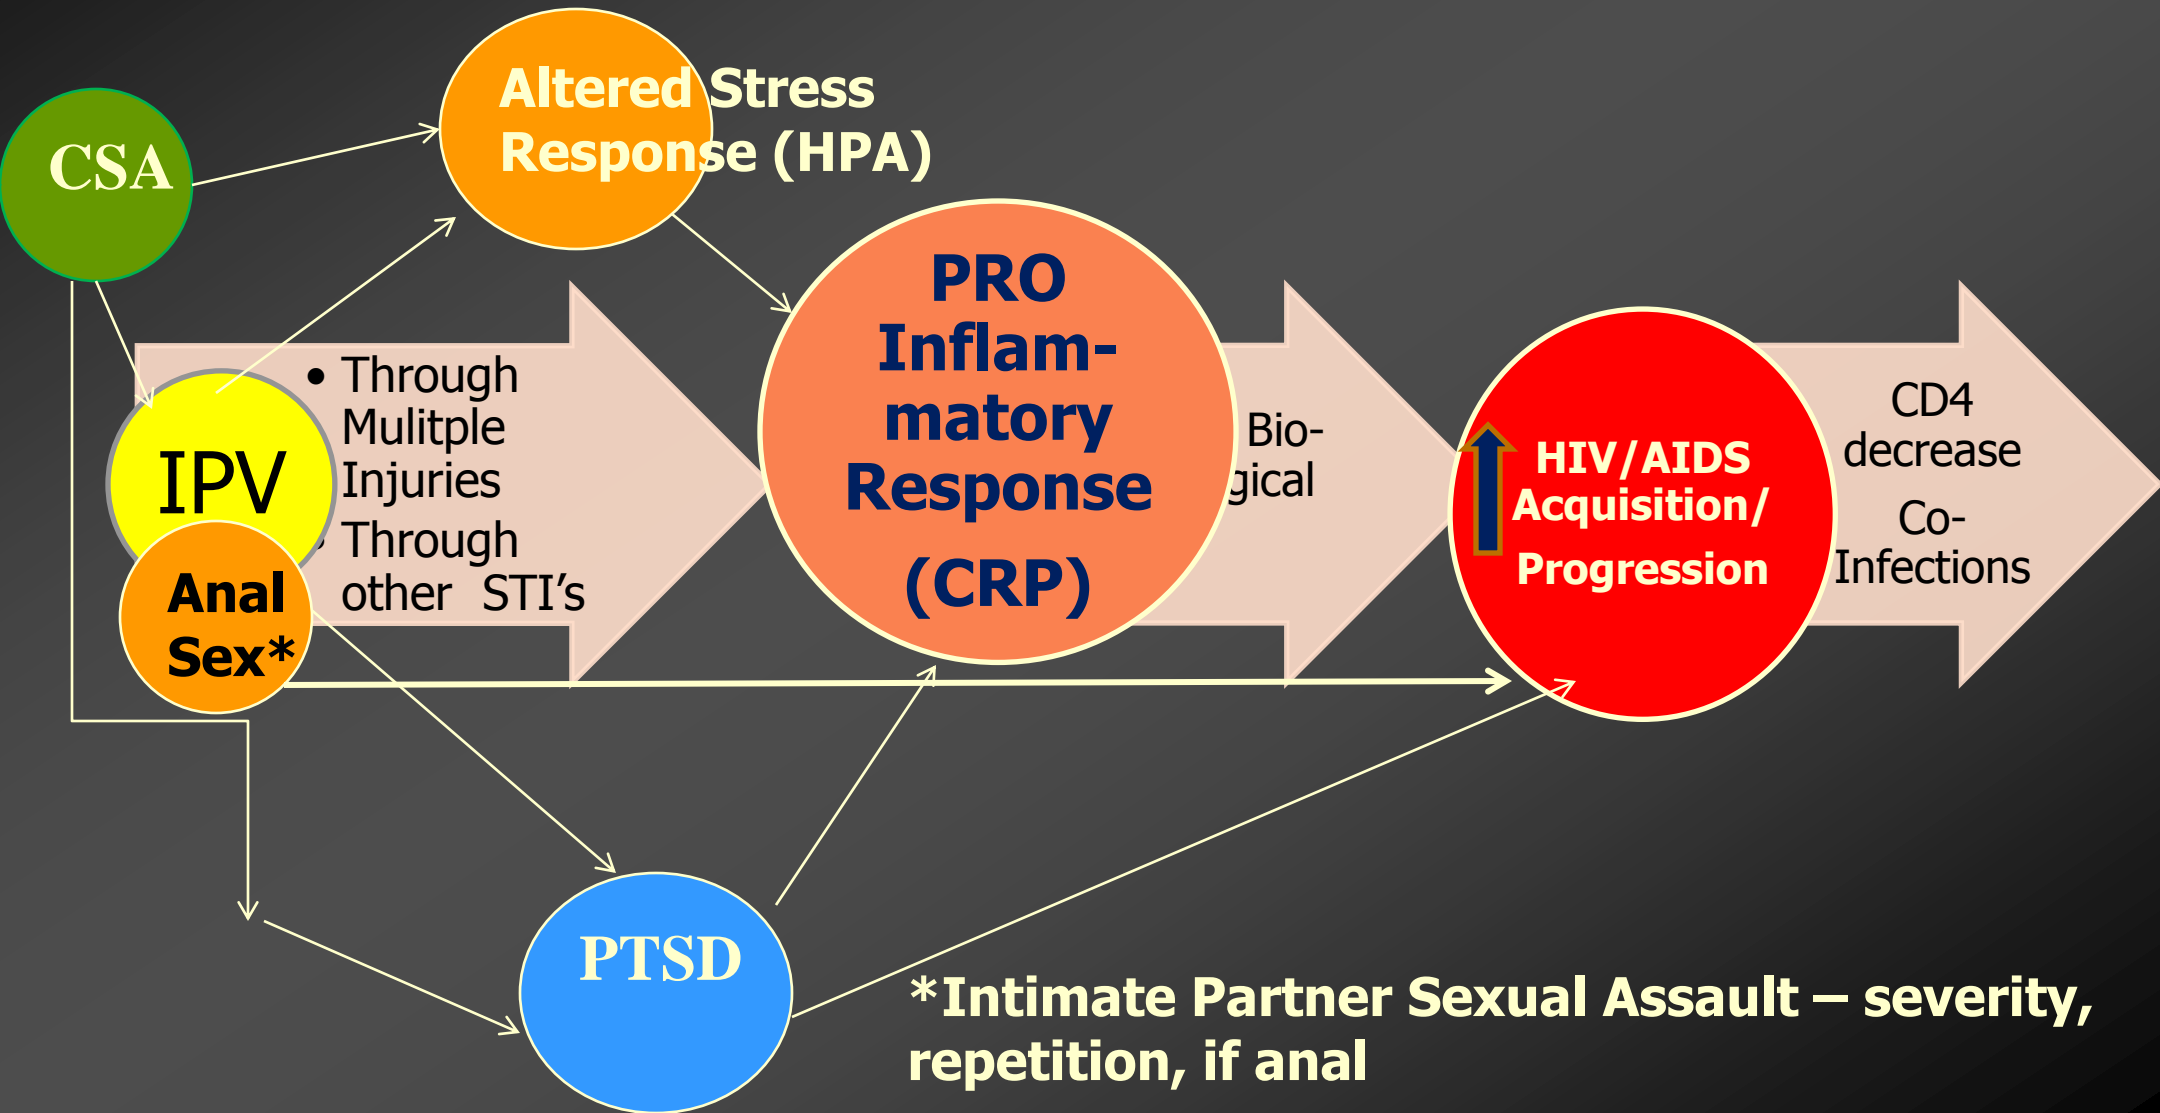 Altered Stress
Response (HPA)
CSA
PRO
Inflam-
matory
Response
(CRP)
• Through
Mulitple
Injuries
• Through
other STI's
IPV
Anal
Sex*
Bio-
gical
HIV/AIDS
Acquisition/
Progression
CD4
decrease
Co-
Infections
PTSD
*Intimate Partner Sexual Assault – severity,
repetition, if anal